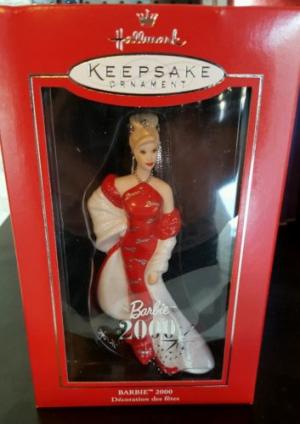 Hallmark
KEEPSAKE
ORNAMENT
Barbie
2000
BARBIE™ 2000
Décoration des fêtes